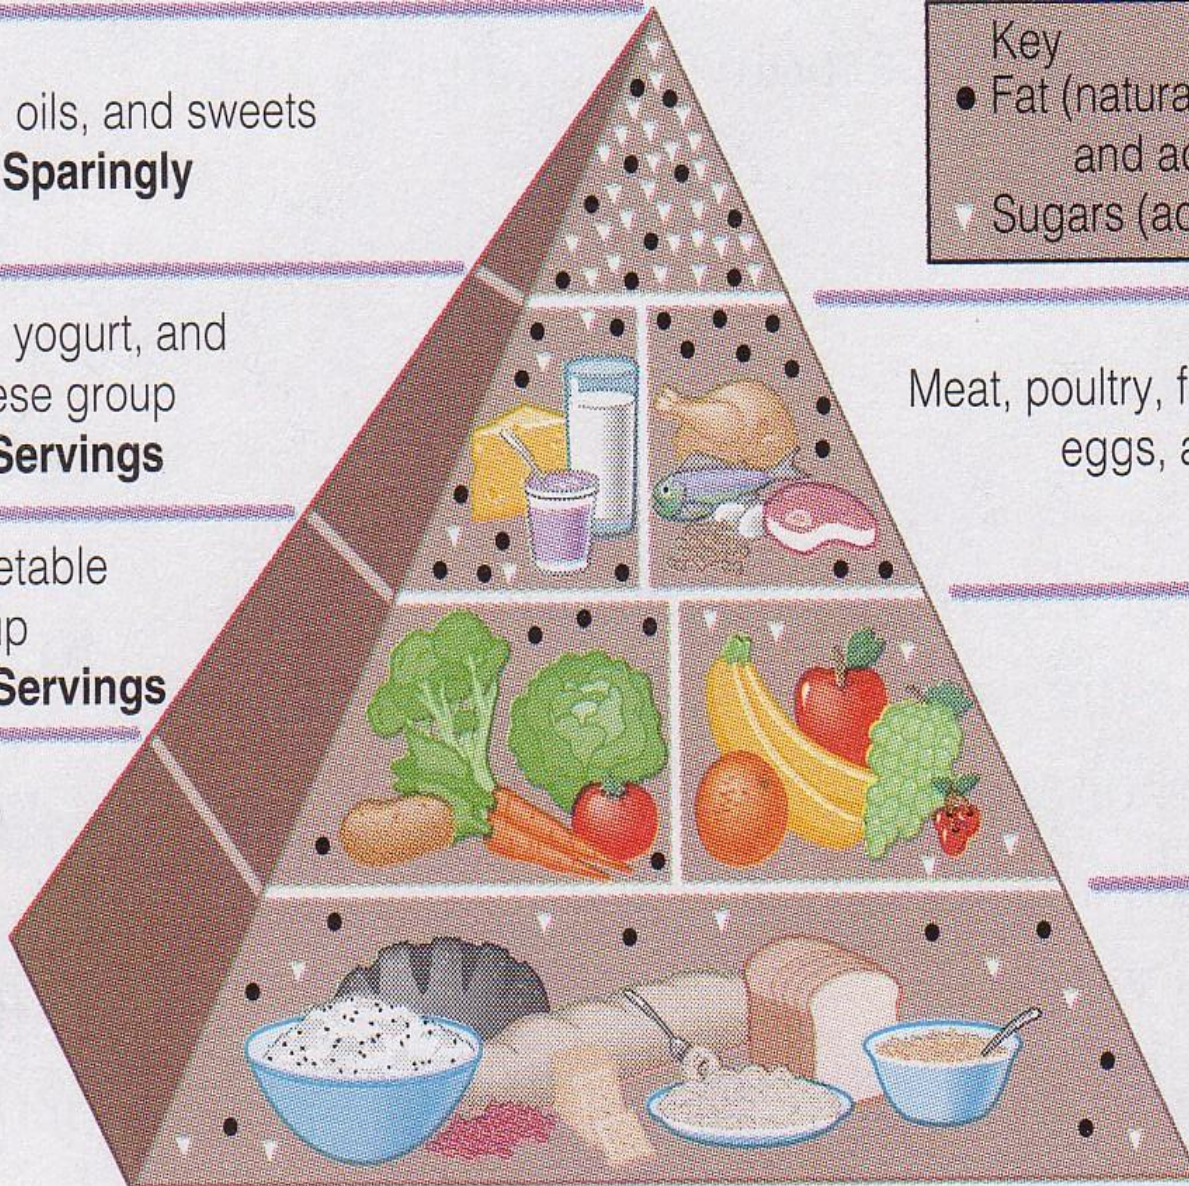 oils, and sweets
Sparingly
yogurt, and
ese group
Servings
etable
up
Servings
Key
Fat (natura
and ad
Sugars (ad
Meat, poultry, f
eggs, a